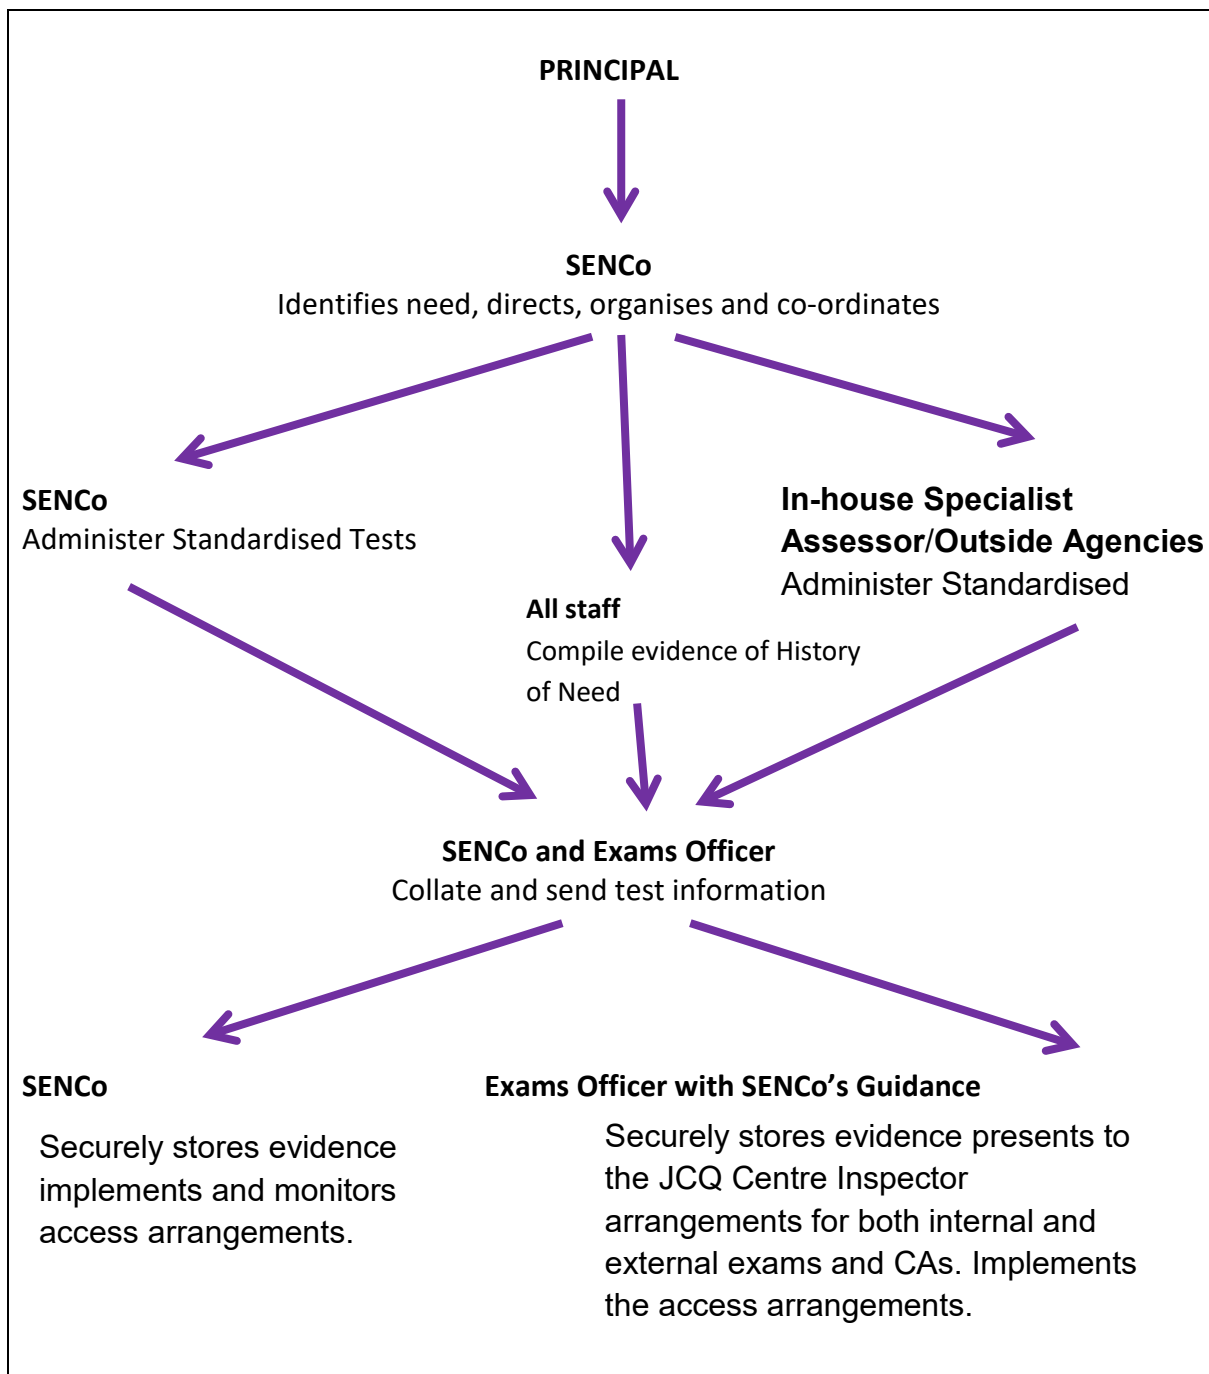 PRINCIPAL
SENCo
Identifies need, directs, organises and co-ordinates
SENCo
Administer Standardised Tests
In-house Specialist
Assessor/Outside Agencies
Administer Standardised
All staff
Compile evidence of History
of Need
SENCo and Exams Officer
Collate and send test information
SENCo
Securely stores evidence
implements and monitors
access arrangements.
Exams Officer with SENCo’s Guidance
Securely stores evidence presents to
the JCQ Centre Inspector
arrangements for both internal and
external exams and CAs. Implements
the access arrangements.